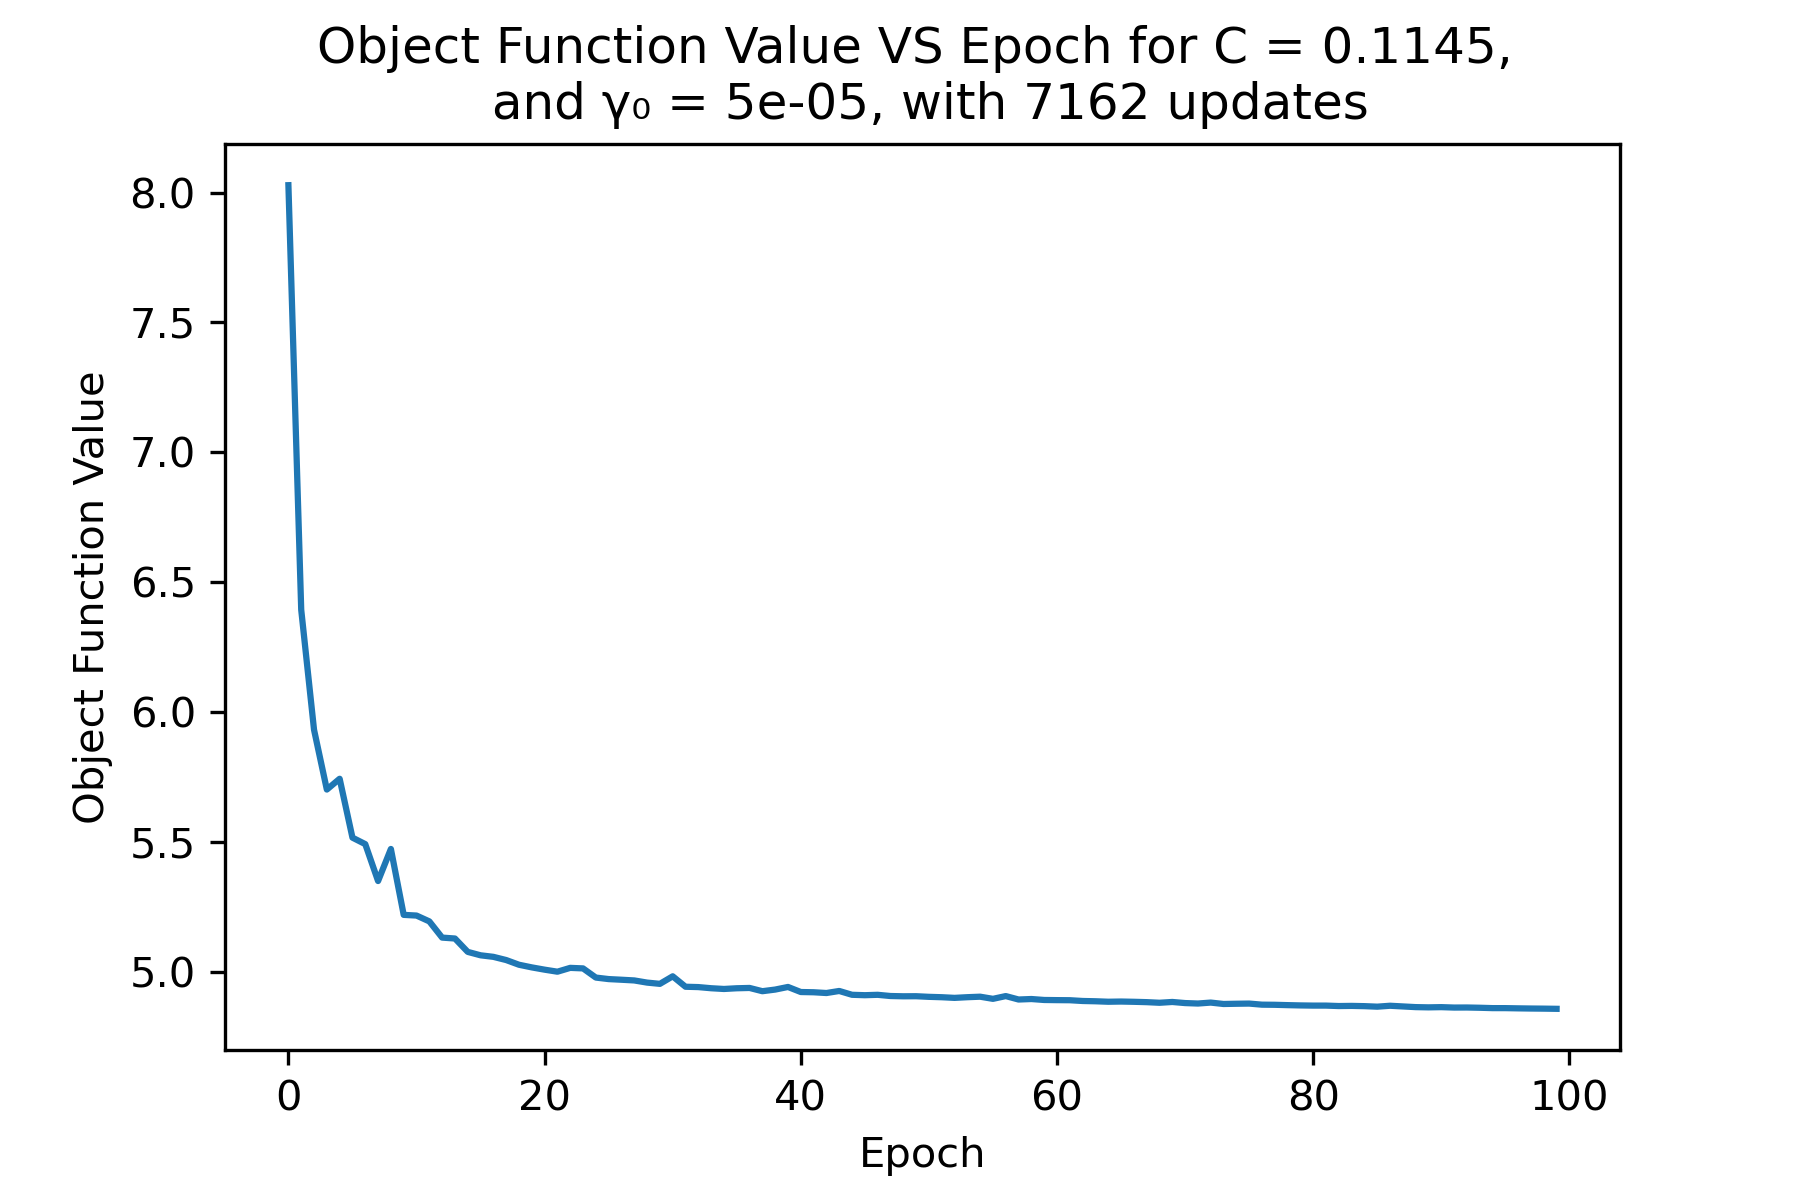 Object Function Value VS Epoch for C = 0.1145,
and γ₀ = 5e-05, with 7162 updates
Object Function Value
8.0
7.5
7.0
6.5
6.0
5.5
5.0
0 20 40 60 80 100
Epoch